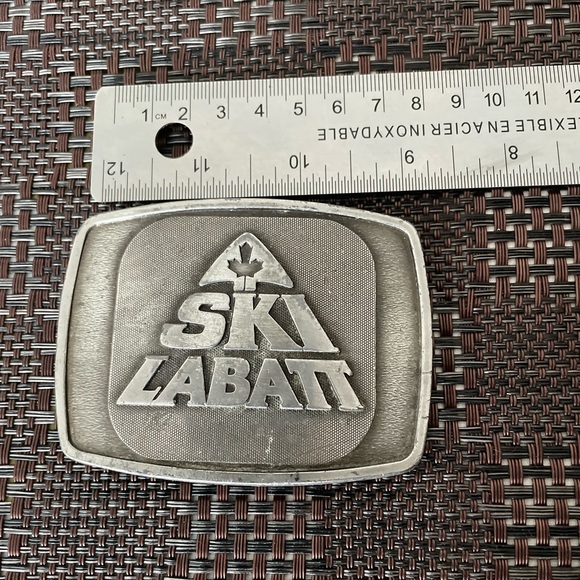 1 CM 2 3 4 5 6 7 8 9 10 11 12
FLEXIBLE EN ACIER INOXYDABLE
12 11 10 9 8
SKI
LABATT